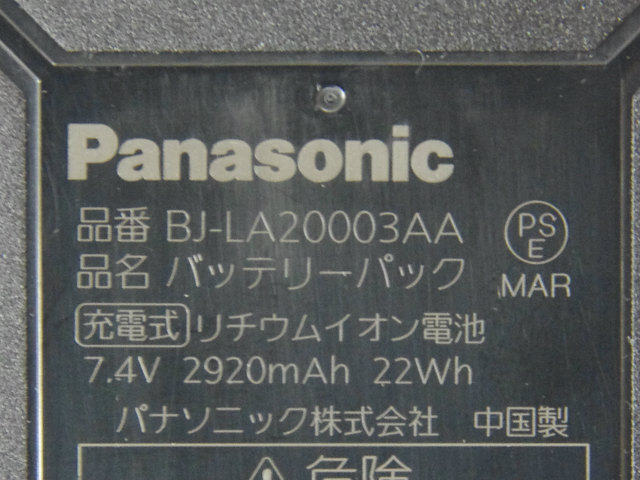 Panasonic
品番 BJ-LA20003AA
PS
E
品名 バッテリーパック
MAR
充電式 リチウムイオン電池
7.4V 2920mAh 22Wh
パナソニック株式会社 中国製
危険